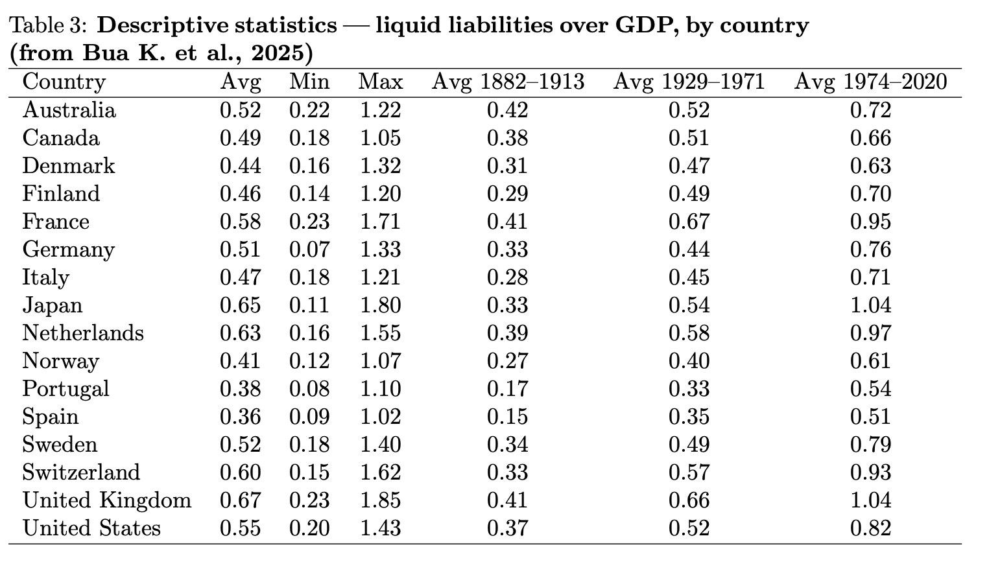 Table 3: Descriptive statistics — liquid liabilities over GDP, by country
(from Bua K. et al., 2025)
Country Avg Min Max Avg 1882–1913 Avg 1929–1971 Avg 1974–2020
Australia 0.52 0.22 1.22 0.42 0.52 0.72
Canada 0.49 0.18 1.05 0.38 0.51 0.66
Denmark 0.44 0.16 1.32 0.31 0.47 0.63
Finland 0.46 0.14 1.20 0.29 0.49 0.70
France 0.58 0.23 1.71 0.41 0.67 0.95
Germany 0.51 0.07 1.33 0.33 0.44 0.76
Italy 0.47 0.18 1.21 0.28 0.45 0.71
Japan 0.65 0.11 1.80 0.33 0.54 1.04
Netherlands 0.63 0.16 1.55 0.39 0.58 0.97
Norway 0.41 0.12 1.07 0.27 0.40 0.61
Portugal 0.38 0.08 1.10 0.17 0.33 0.54
Spain 0.36 0.09 1.02 0.15 0.35 0.51
Sweden 0.52 0.18 1.40 0.34 0.49 0.79
Switzerland 0.60 0.15 1.62 0.33 0.57 0.93
United Kingdom 0.67 0.23 1.85 0.41 0.66 1.04
United States 0.55 0.20 1.43 0.37 0.52 0.82